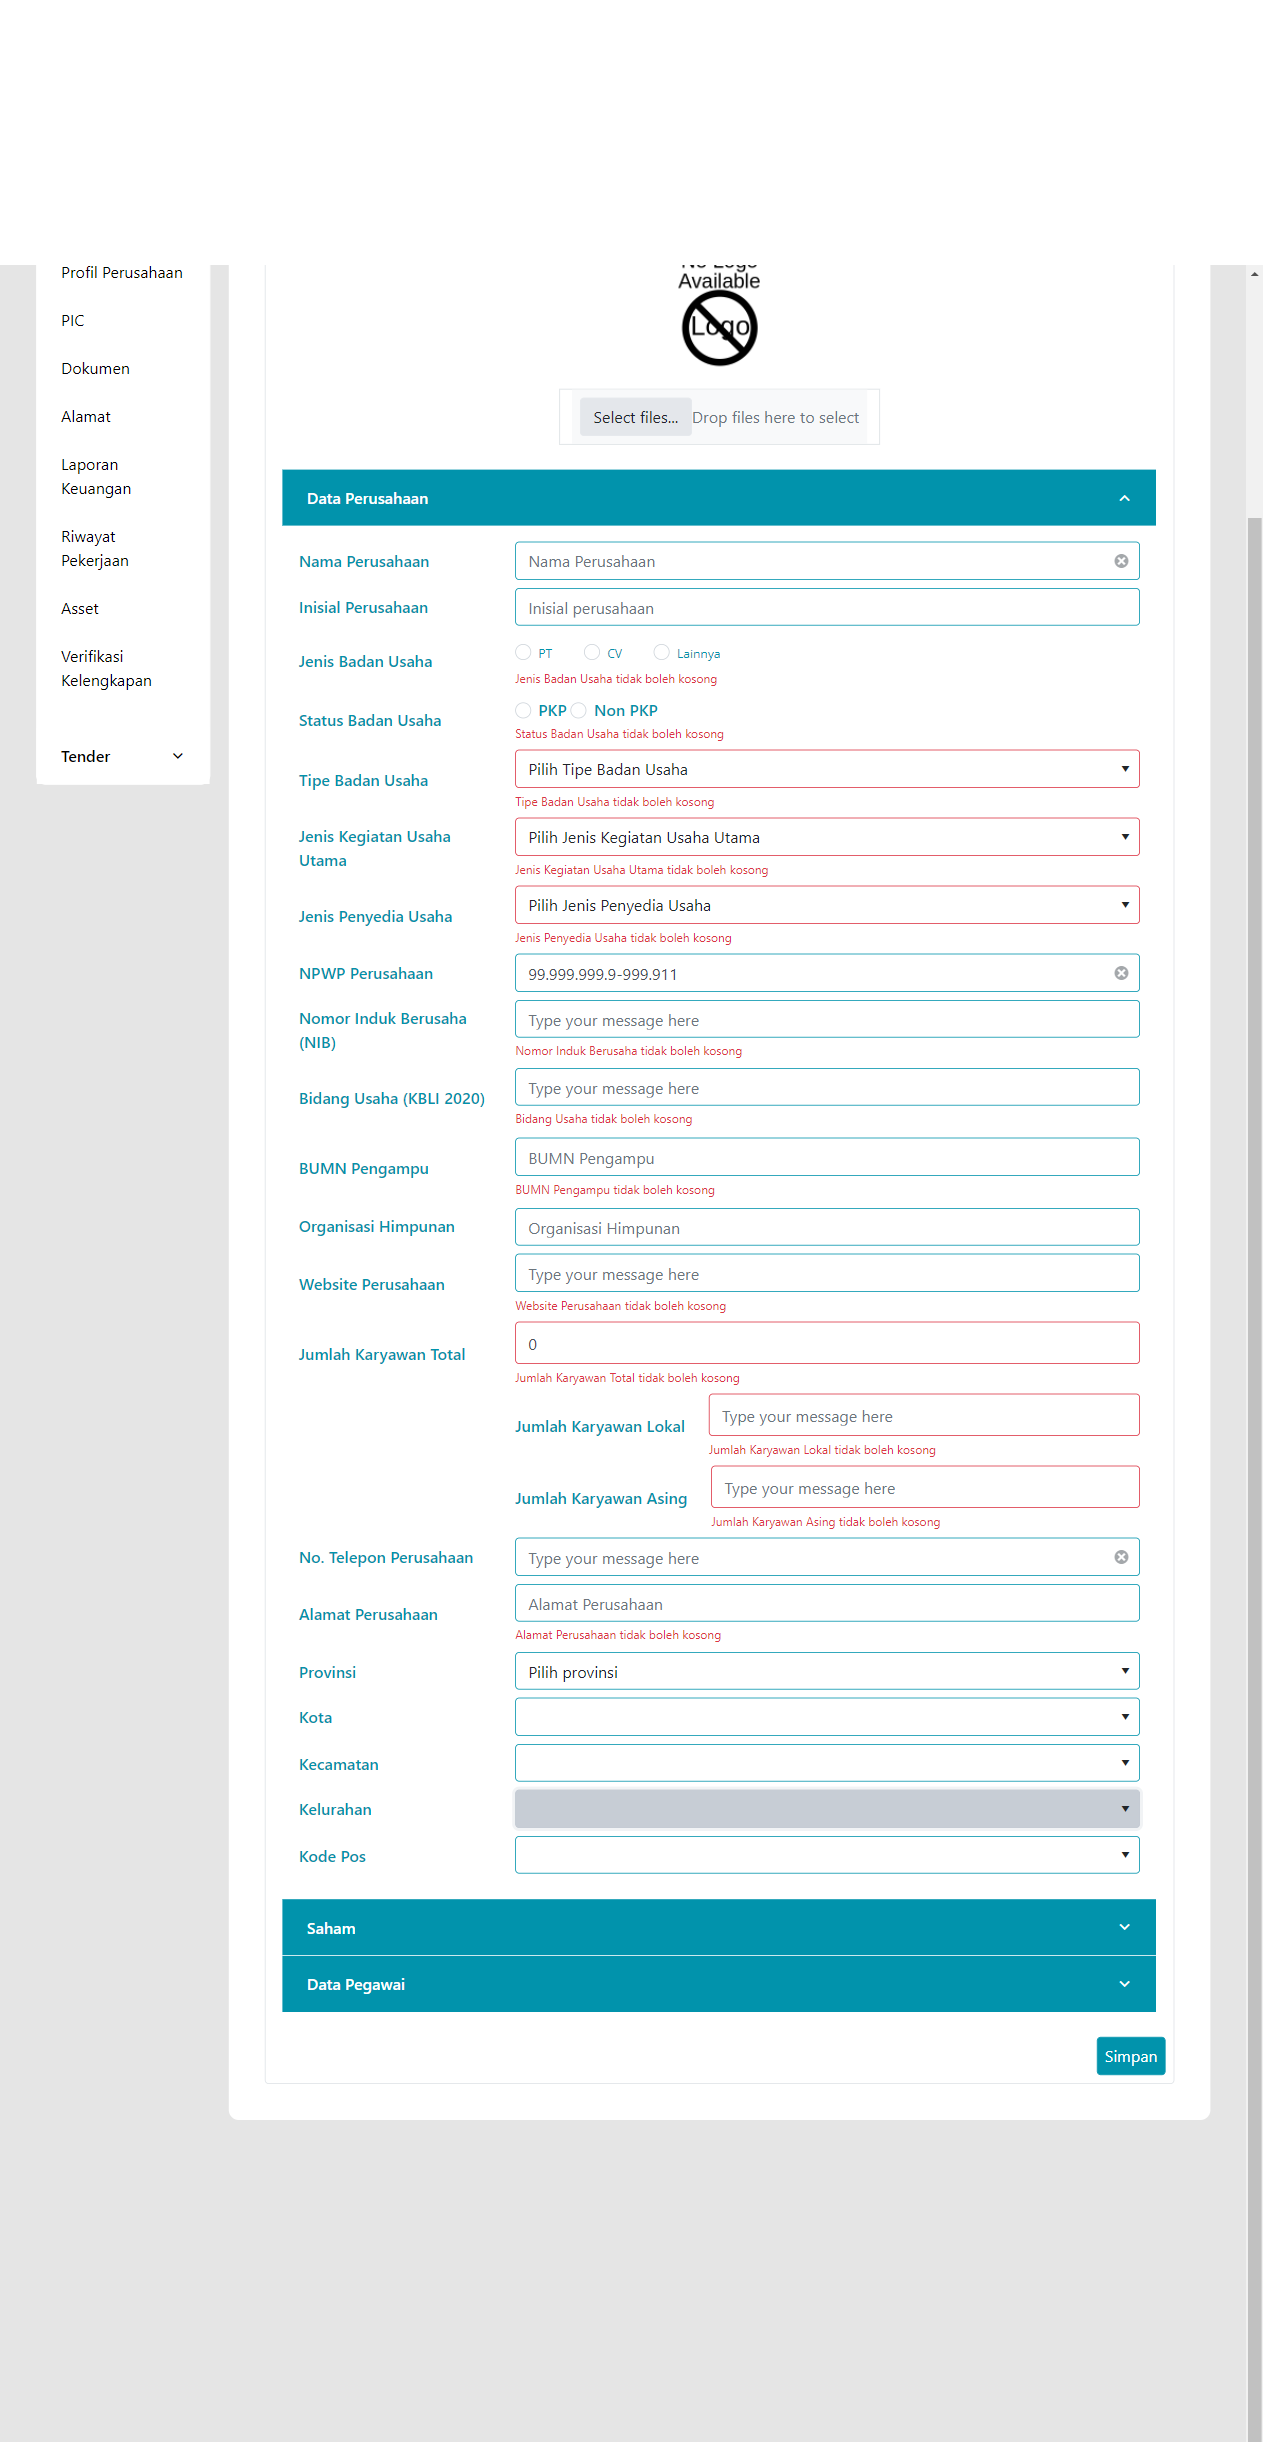 Profil Perusahaan
PIC
Dokumen
Alamat
Laporan
Keuangan
Riwayat
Pekerjaan
Asset
Verifikasi
Kelengkapan
Tender
No Logo
Available
Logo
Select files... Drop files here to select
Data Perusahaan
Nama Perusahaan Nama Perusahaan
Inisial Perusahaan Inisial perusahaan
Jenis Badan Usaha PT CV Lainnya
Jenis Badan Usaha tidak boleh kosong
Status Badan Usaha PKP Non PKP
Status Badan Usaha tidak boleh kosong
Tipe Badan Usaha Pilih Tipe Badan Usaha
Tipe Badan Usaha tidak boleh kosong
Jenis Kegiatan Usaha
Utama
Pilih Jenis Kegiatan Usaha Utama
Jenis Kegiatan Usaha Utama tidak boleh kosong
Jenis Penyedia Usaha Pilih Jenis Penyedia Usaha
Jenis Penyedia Usaha tidak boleh kosong
NPWP Perusahaan 99.999.999.9-999.911
Nomor Induk Berusaha
(NIB)
Type your message here
Nomor Induk Berusaha tidak boleh kosong
Bidang Usaha (KBLI 2020) Type your message here
Bidang Usaha tidak boleh kosong
BUMN Pengampu BUMN Pengampu
BUMN Pengampu tidak boleh kosong
Organisasi Himpunan Organisasi Himpunan
Website Perusahaan Type your message here
Website Perusahaan tidak boleh kosong
Jumlah Karyawan Total 0
Jumlah Karyawan Total tidak boleh kosong
Jumlah Karyawan Lokal Type your message here
Jumlah Karyawan Lokal tidak boleh kosong
Jumlah Karyawan Asing Type your message here
Jumlah Karyawan Asing tidak boleh kosong
No. Telepon Perusahaan Type your message here
Alamat Perusahaan Alamat Perusahaan
Alamat Perusahaan tidak boleh kosong
Provinsi Pilih provinsi
Kota
Kecamatan
Kelurahan
Kode Pos
Saham
Data Pegawai
Simpan